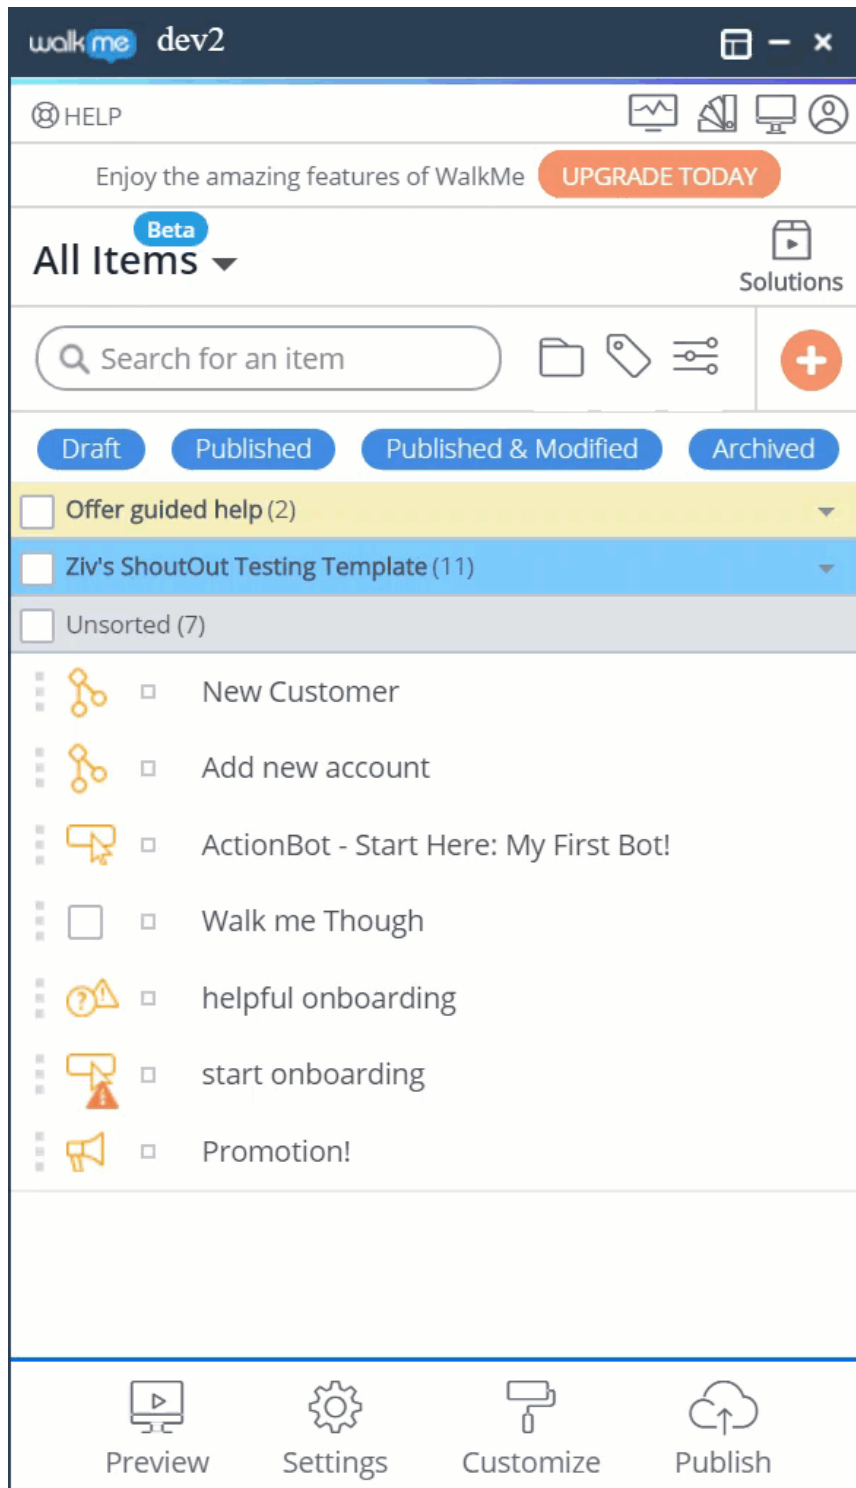 walkme dev2
HELP
Enjoy the amazing features of WalkMe UPGRADE TODAY
Beta
All Items
Solutions
Search for an item
Draft Published Published & Modified Archived
Offer guided help (2)
Ziv's ShoutOut Testing Template (11)
Unsorted (7)
New Customer
Add new account
ActionBot - Start Here: My First Bot!
Walk me Though
helpful onboarding
start onboarding
Promotion!
Preview Settings Customize Publish